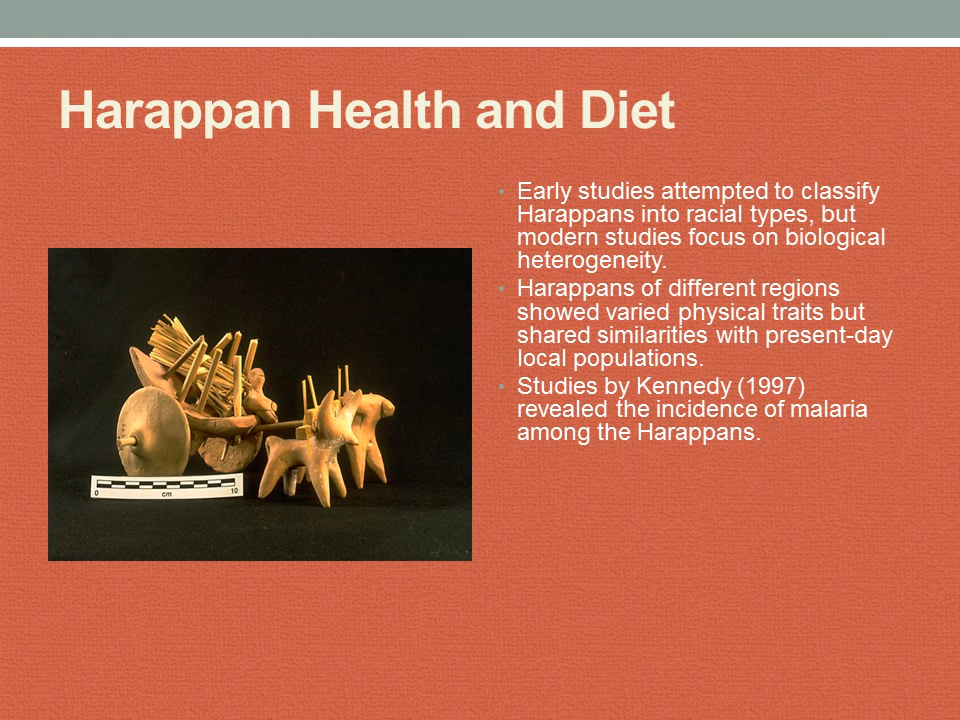 Harappan Health and Diet
• Early studies attempted to classify
Harappans into racial types, but
modern studies focus on biological
heterogeneity.
• Harappans of different regions
showed varied physical traits but
shared similarities with present-day
local populations.
• Studies by Kennedy (1997)
revealed the incidence of malaria
among the Harappans.
0 cm 10